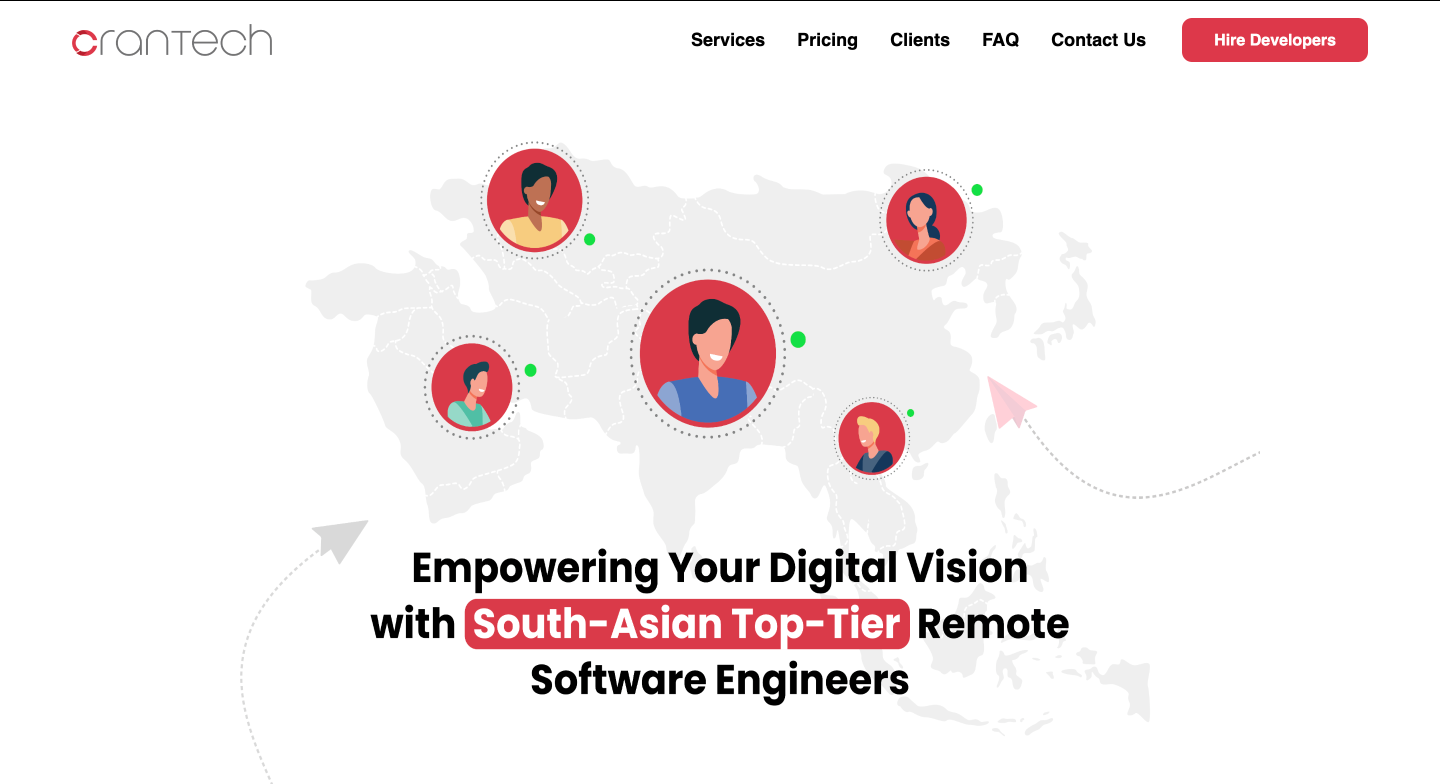 crantech
Services Pricing Clients FAQ Contact Us Hire Developers
Empowering Your Digital Vision
with South-Asian Top-Tier Remote
Software Engineers